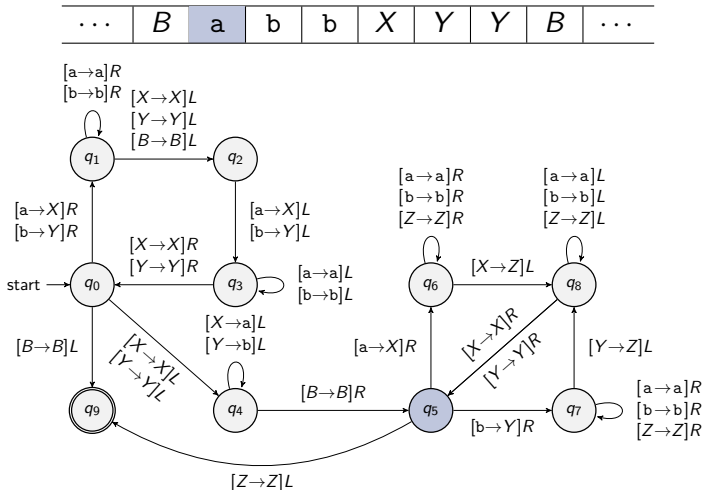 ··· B a b b X Y Y B ···
[a→a]R
[b→b]R
[X→X]L
[Y→Y]L
[B→B]L
q1
q2
[a→X]R
[b→Y]R
[a→X]L
[b→Y]L
[X→X]R
[Y→Y]R
start
q0
q3
[a→a]L
[b→b]L
[B→B]L
[X→X]L
[Y→Y]L
[X→a]L
[Y→b]L
q9
q4
[B→B]R
[a→a]R
[b→b]R
[Z→Z]R
[a→a]L
[b→b]L
[Z→Z]L
q6
[X→Z]L
q8
[a→X]R
[X→X]R
[Y→Y]R
[Y→Z]L
q5
[b→Y]R
q7
[a→a]R
[b→b]R
[Z→Z]R
[Z→Z]L